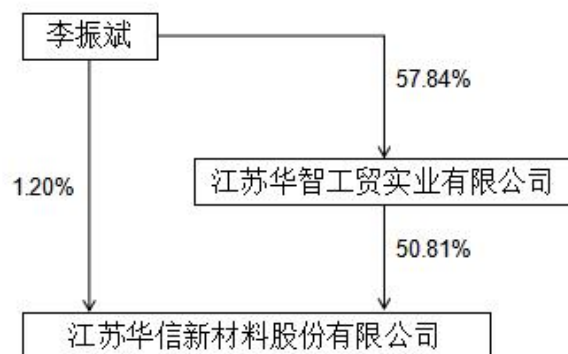 李振斌
57.84%
1.20%
江苏华智工贸实业有限公司
50.81%
江苏华信新材料股份有限公司